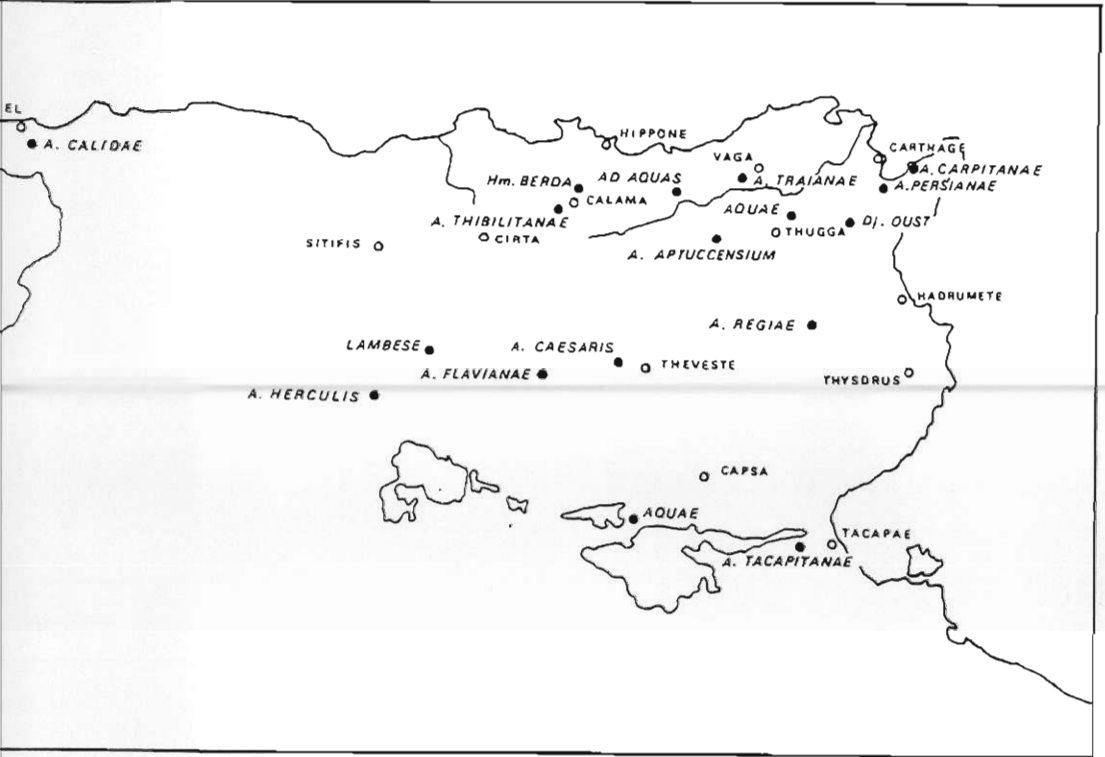 EL
A. CALIDAE
HIPPONE
VAGA
CARTHAGE
A. CARPITANAE
A. PERSIANAE
Hm. BERDA
AD AQUAS
A. TRAIANAE
CALAMA
AQUAE
Dj. OUST
A. THIBILITANAE
CIRTA
THUGGA
SITIFIS
A. APTUCCENSIUM
HADRUMETE
A. REGIAE
LAMBESE
A. CAESARIS
THEVESTE
A. FLAVIANAE
THYSDRUS
A. HERCULIS
CAPSA
AQUAE
TACAPAE
A. TACAPITANAE